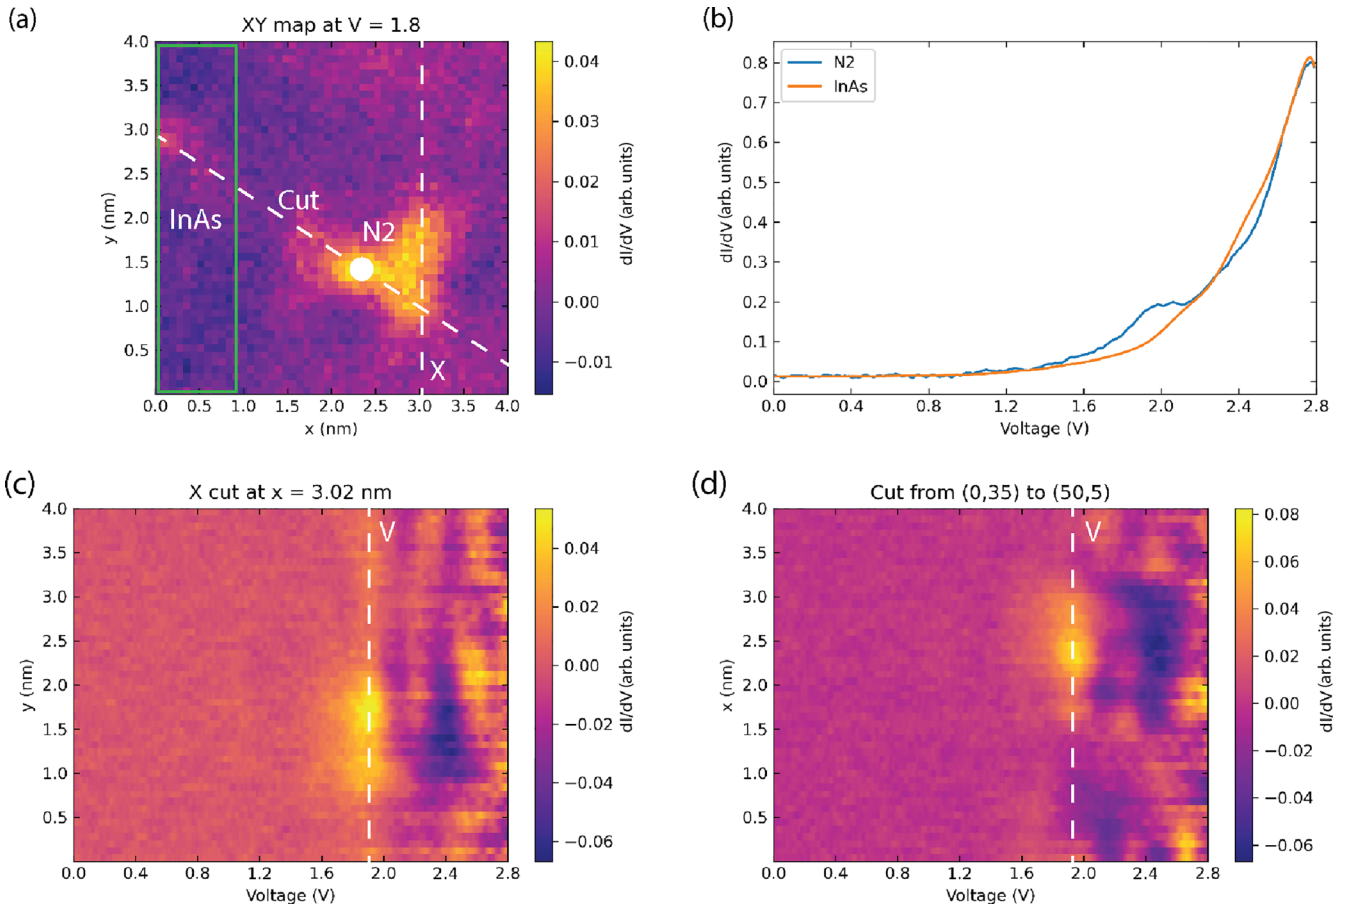 (a)
XY map at V = 1.8
4.0
3.5
3.0
2.5
2.0
1.5
1.0
0.5
y (nm)
InAs
Cut
N2
X
0.0 0.5 1.0 1.5 2.0 2.5 3.0 3.5 4.0
x (nm)
0.04
0.03
0.02
0.01
0.00
−0.01
dI/dV (arb. units)
(b)
N2
InAs
0.8
0.7
0.6
0.5
0.4
0.3
0.2
0.1
0.0
dI/dV (arb. units)
0.0 0.4 0.8 1.2 1.6 2.0 2.4 2.8
Voltage (V)
(c)
X cut at x = 3.02 nm
4.0
3.5
3.0
2.5
2.0
1.5
1.0
0.5
y (nm)
V
0.0 0.4 0.8 1.2 1.6 2.0 2.4 2.8
Voltage (V)
0.04
0.02
0.00
−0.02
−0.04
−0.06
dI/dV (arb. units)
(d)
Cut from (0,35) to (50,5)
4.0
3.5
3.0
2.5
2.0
1.5
1.0
0.5
x (nm)
V
0.0 0.4 0.8 1.2 1.6 2.0 2.4 2.8
Voltage (V)
0.08
0.06
0.04
0.02
0.00
−0.02
−0.04
−0.06
dI/dV (arb. units)